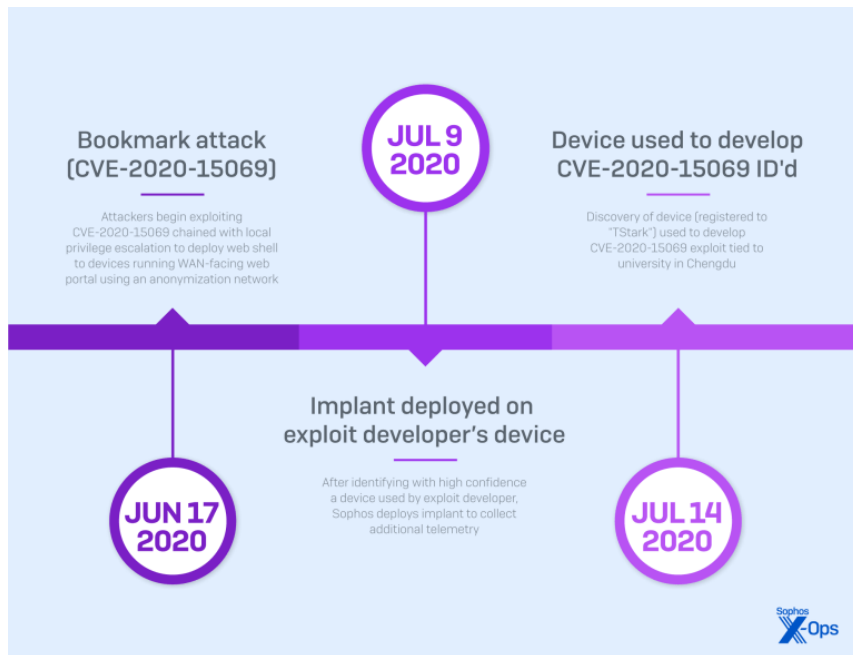 Bookmark attack
(CVE-2020-15069)
Attackers begin exploiting
CVE-2020-15069 chained with local
privilege escalation to deploy web shell
to devices running WAN-facing web
portal using an anonymization network
JUN 17
2020
JUL 9
2020
Implant deployed on
exploit developer’s device
After identifying with high confidence
a device used by exploit developer,
Sophos deploys implant to collect
additional telemetry
Device used to develop
CVE-2020-15069 ID'd
Discovery of device (registered to
“TStark”) used to develop
CVE-2020-15069 exploit tied to
university in Chengdu
JUL 14
2020
Sophos
X-Ops